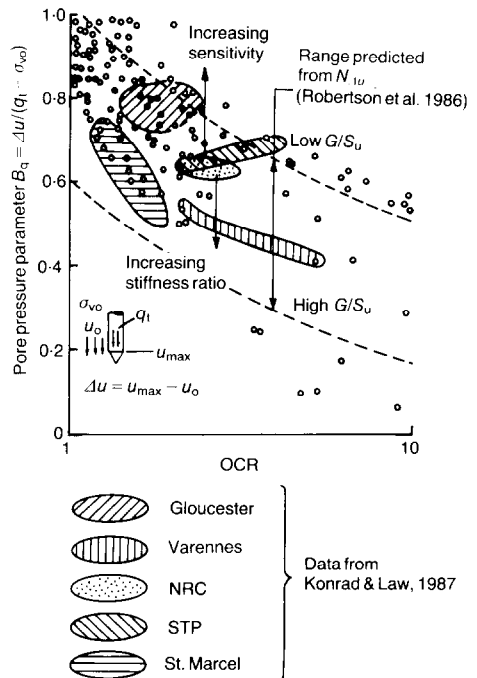 Pore pressure parameter Bq = Δu/(qt − σvo)
1·0
0·8
0·6
0·4
0·2
0
1
10
OCR
Increasing
sensitivity
Range predicted
from N1u
(Robertson et al. 1986)
Low G/Su
Increasing
stiffness ratio
High G/Su
σvo
uo
qt
umax
Δu = umax − uo
Gloucester
Varennes
NRC
STP
St. Marcel
Data from
Konrad & Law, 1987